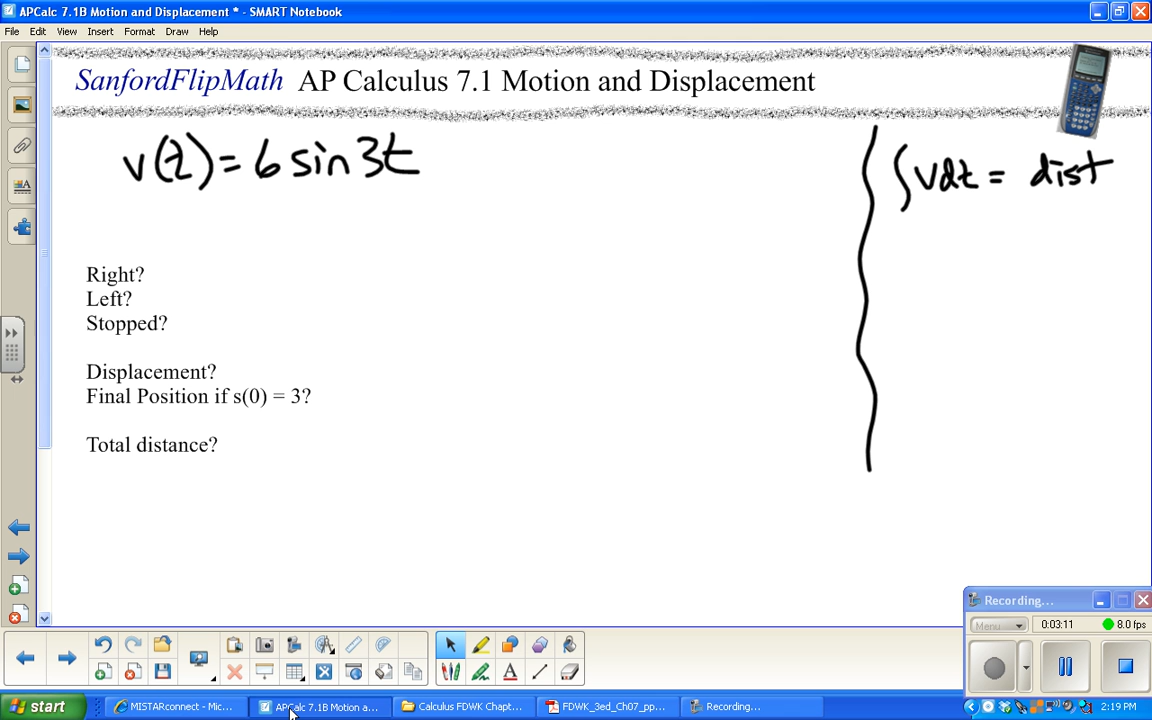 APCalc 7.1B Motion and Displacement * - SMART Notebook
File Edit View Insert Format Draw Help
SanfordFlipMath AP Calculus 7.1 Motion and Displacement
v(t) = 6 sin 3t
∫vdt = dist
Right?
Left?
Stopped?
Displacement?
Final Position if s(0) = 3?
Total distance?
Recording...
Menu 0:03:11 8.0 fps
start MISTARconnect - Mic... APCalc 7.1B Motion a... Calculus FDWK Chapt... FDWK_3ed_Ch07_pp... Recording... 2:19 PM